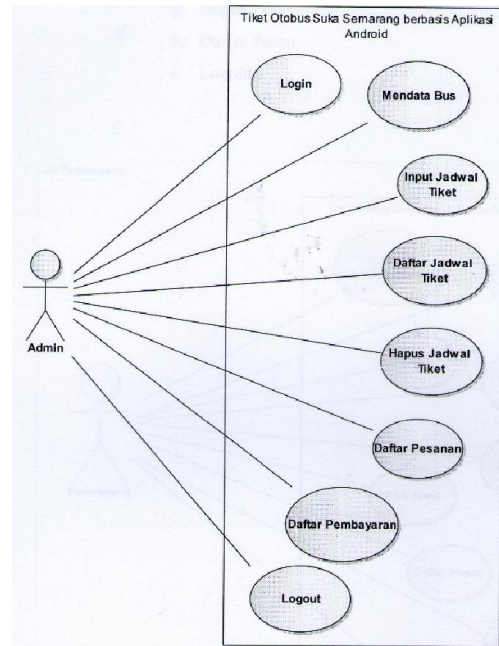 Tiket Otobus Suka Semarang berbasis Aplikasi
Android
Login
Mendata Bus
Input Jadwal
Tiket
Daftar Jadwal
Tiket
Admin
Hapus Jadwal
Tiket
Daftar Pesanan
Daftar Pembayaran
Logout